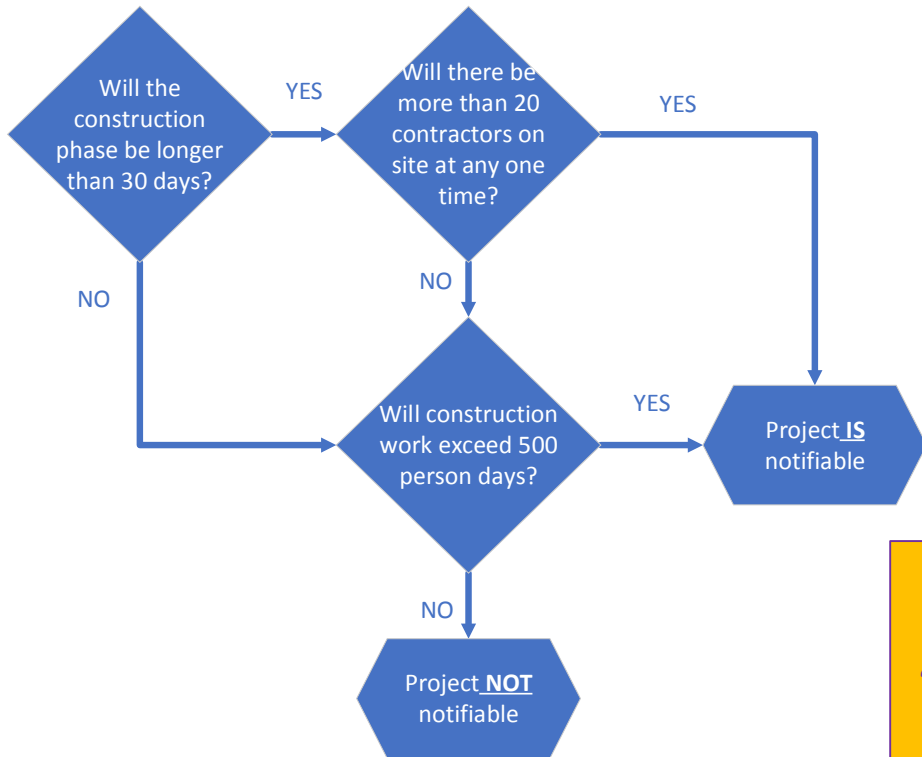 Will the
construction
phase be longer
than 30 days?
YES
Will there be
more than 20
contractors on
site at any one
time?
YES
NO
NO
Will construction
work exceed 500
person days?
YES
Project IS
notifiable
NO
Project NOT
notifiable